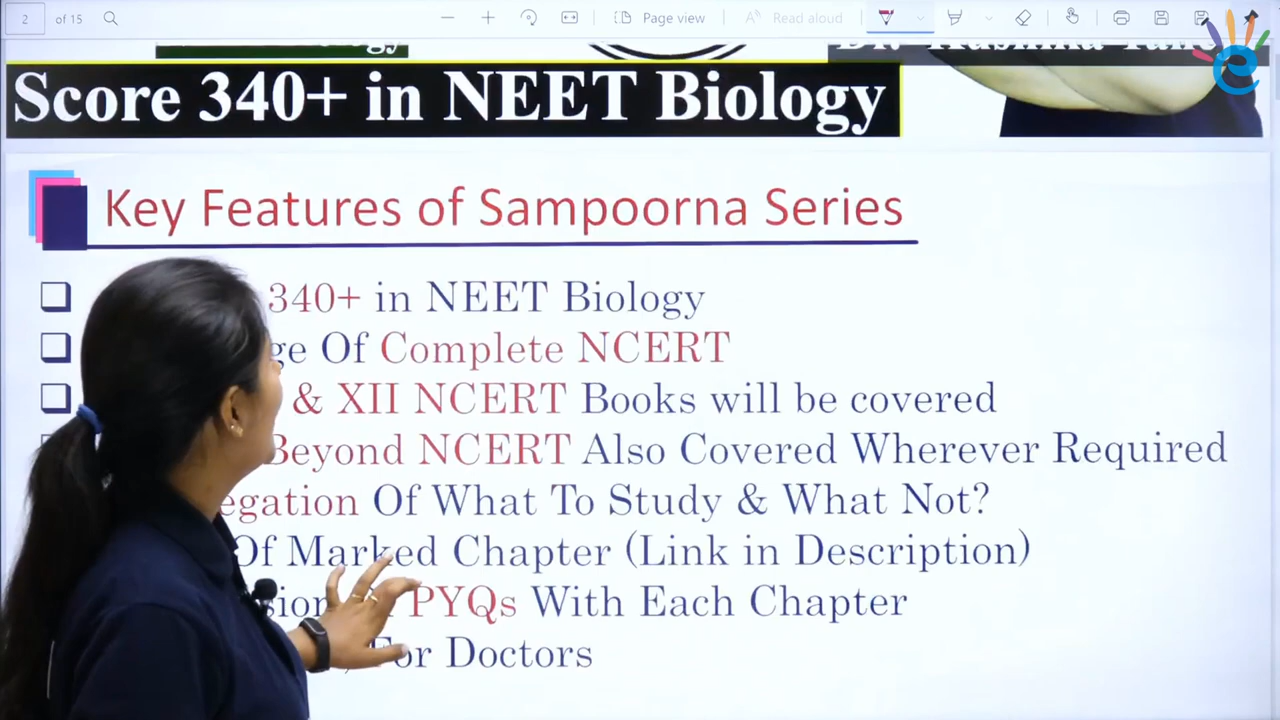 2 of 15 Page view Read aloud
Score 340+ in NEET Biology
Key Features of Sampoorna Series
340+ in NEET Biology
Of Complete NCERT
& XII NCERT Books will be covered
Beyond NCERT Also Covered Wherever Required
Of What To Study & What Not?
Of Marked Chapter (Link in Description)
PYQs With Each Chapter
For Doctors